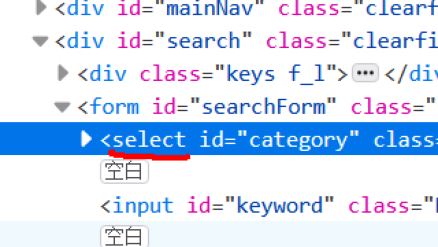 <div id="mainNav" class="clearf
<div id="search" class="clearfi
<div class="keys f_l"> ••• </div
<form id="searchForm" class="
<select id="category" class=
空白
<input id="keyword" class="
空白